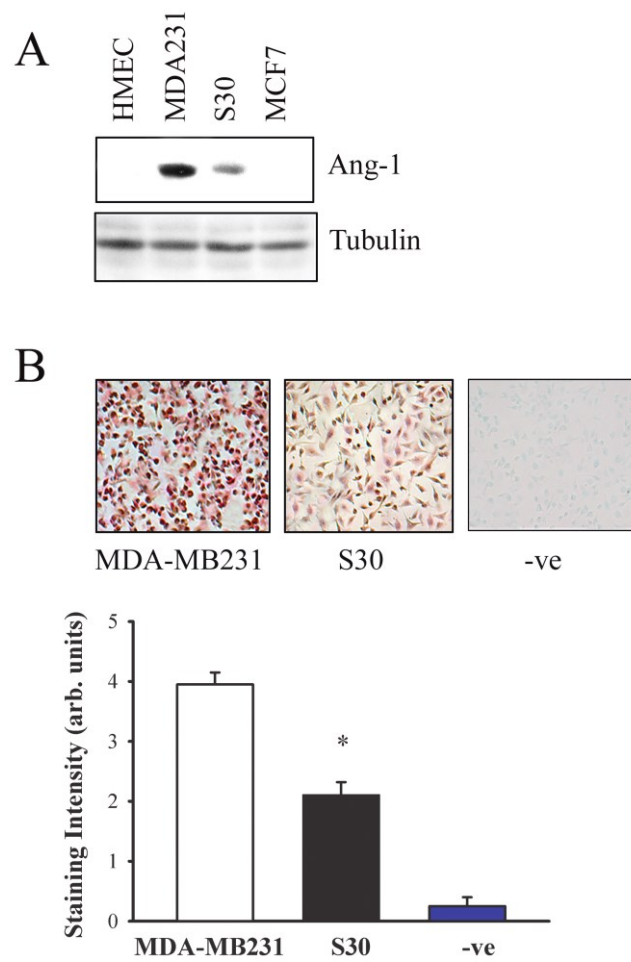 A
HMEC
MDA231
S30
MCF7
Ang-1
Tubulin
B
MDA-MB231
S30
-ve
Staining Intensity (arb. units)
5
4
3
2
1
0
*
MDA-MB231
S30
-ve